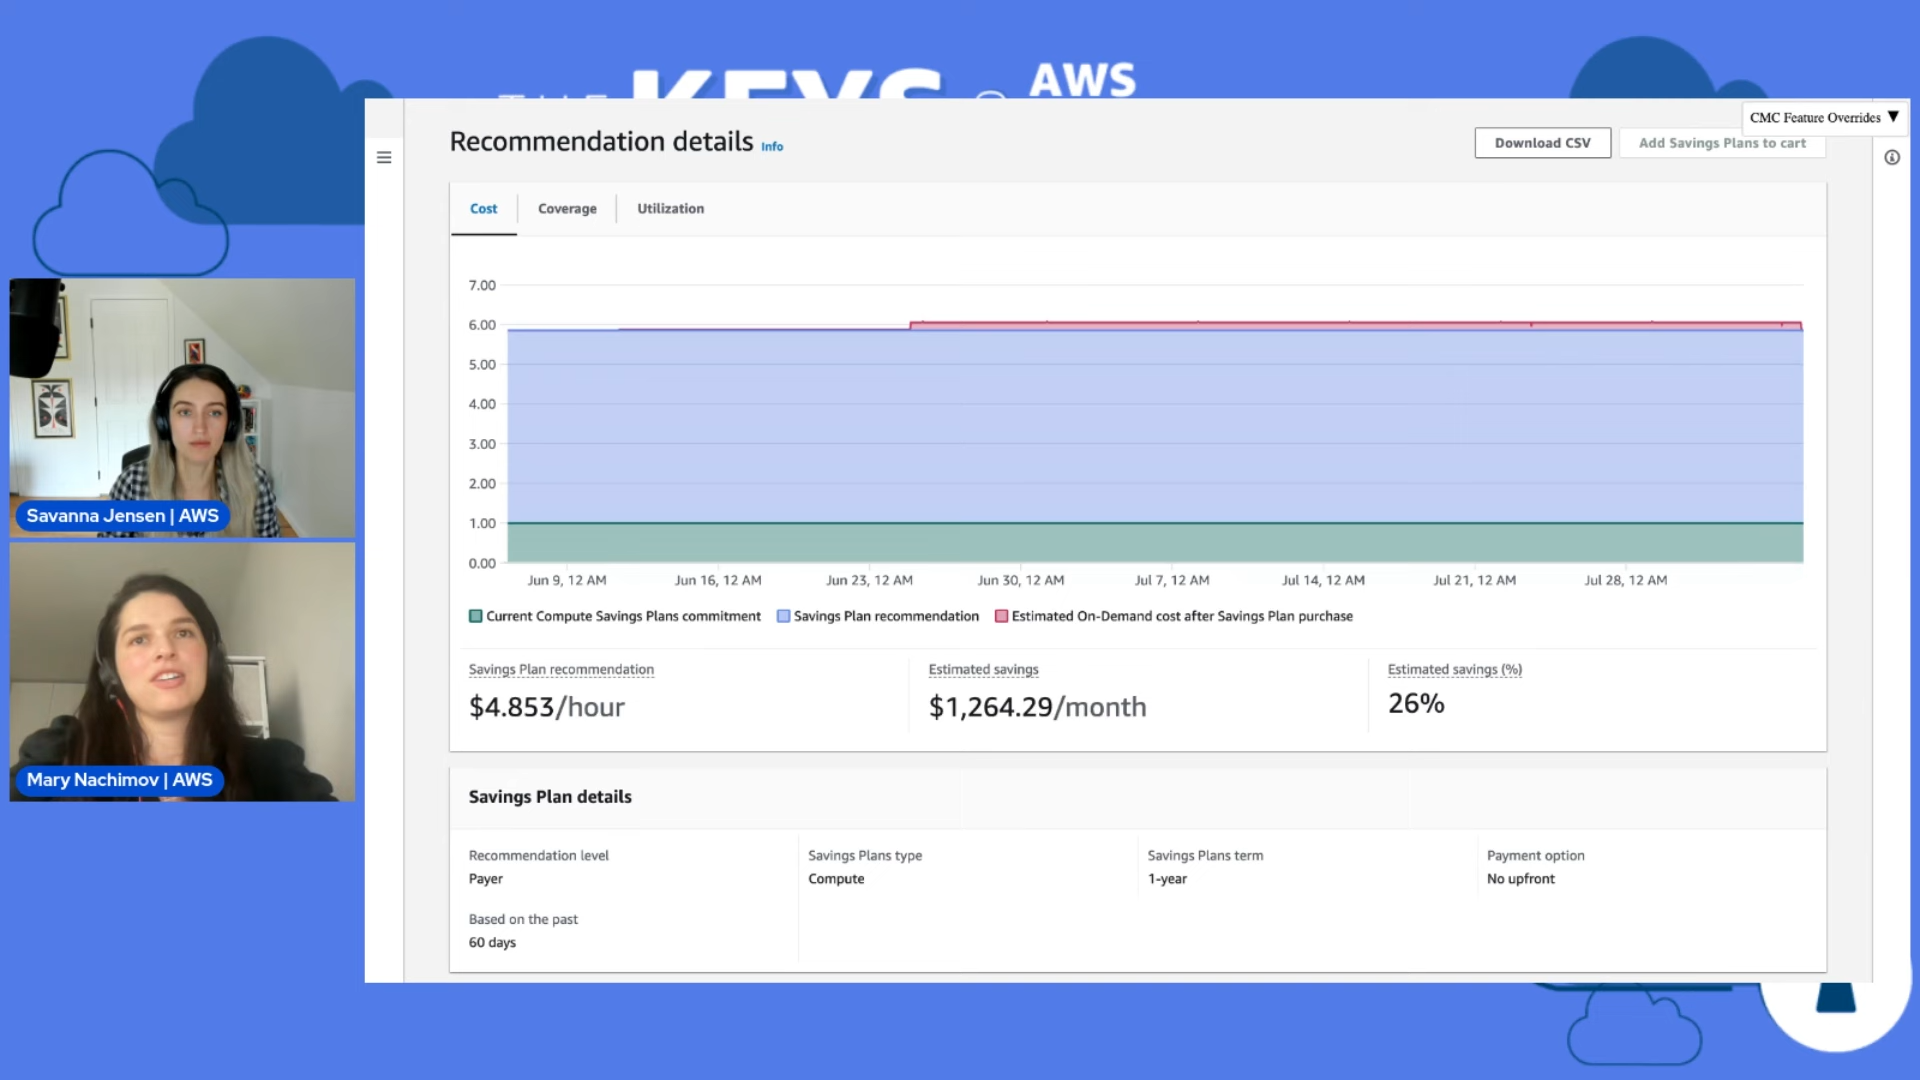 THE KEYS AWS
CMC Feature Overrides ▼
Recommendation details Info
Download CSV
Add Savings Plans to cart
Cost
Coverage
Utilization
7.00
6.00
5.00
4.00
3.00
2.00
1.00
0.00
Jun 9, 12 AM
Jun 16, 12 AM
Jun 23, 12 AM
Jun 30, 12 AM
Jul 7, 12 AM
Jul 14, 12 AM
Jul 21, 12 AM
Jul 28, 12 AM
Current Compute Savings Plans commitment
Savings Plan recommendation
Estimated On-Demand cost after Savings Plan purchase
Savings Plan recommendation
$4.853/hour
Estimated savings
$1,264.29/month
Estimated savings (%)
26%
Savings Plan details
Recommendation level
Payer
Savings Plans type
Compute
Savings Plans term
1-year
Payment option
No upfront
Based on the past
60 days
Savanna Jensen | AWS
Mary Nachimov | AWS